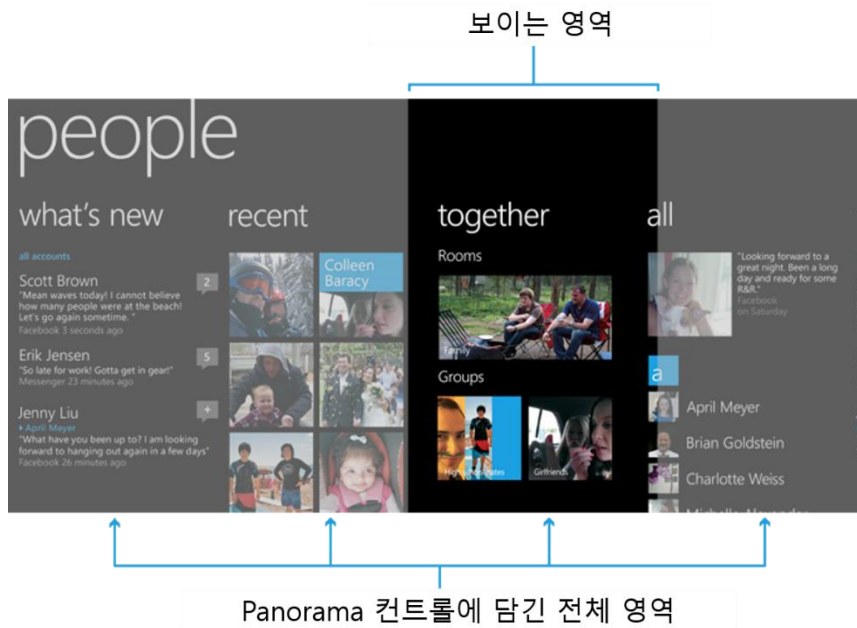 보이는 영역
people
what's new
all accounts
Scott Brown
2
"Mean waves today! I cannot believe
how many people were at the beach!
Let's go again sometime. "
Facebook 3 seconds ago
Erik Jensen
5
"So late for work! Gotta get in gear!"
Messenger 23 minutes ago
Jenny Liu
+
April Meyer
"What have you been up to? I am looking
forward to hanging out again in a few days"
Facebook 26 minutes ago
recent
Colleen
Baracy
together
Rooms
Family
Groups
Girlfriends
all
"Looking forward to a
great night. Been a long
day and ready for some
R&R."
Facebook
on Saturday
a
April Meyer
Brian Goldstein
Charlotte Weiss
Panorama 컨트롤에 담긴 전체 영역